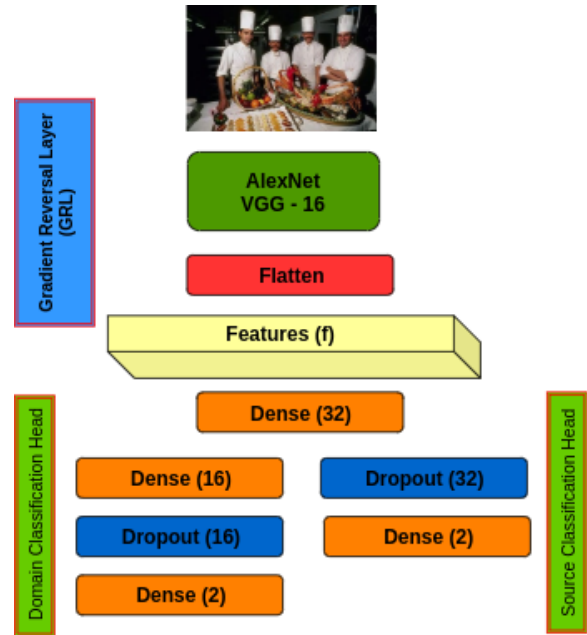 Gradient Reversal Layer
(GRL)
AlexNet
VGG - 16
Flatten
Features (f)
Dense (32)
Domain Classification Head
Dense (16)
Dropout (16)
Dense (2)
Dropout (32)
Dense (2)
Source Classification Head